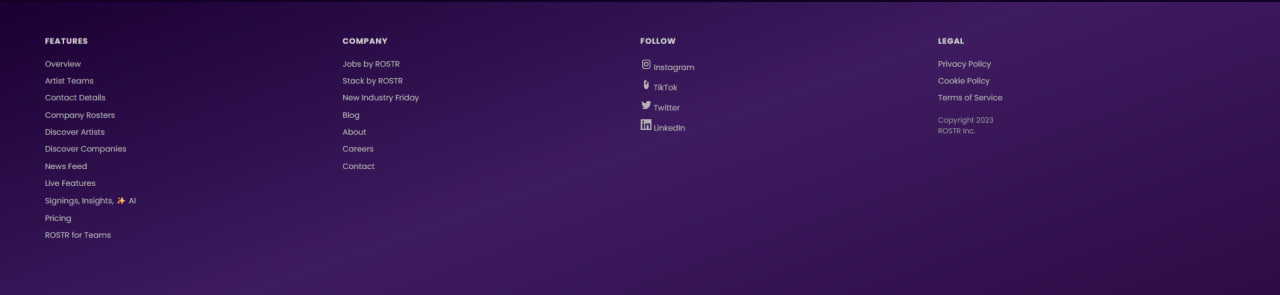 FEATURES
Overview
Artist Teams
Contact Details
Company Rosters
Discover Artists
Discover Companies
News Feed
Live Features
Signings, Insights, ✨ AI
Pricing
ROSTR for Teams
COMPANY
Jobs by ROSTR
Stack by ROSTR
New Industry Friday
Blog
About
Careers
Contact
FOLLOW
Instagram
TikTok
Twitter
LinkedIn
LEGAL
Privacy Policy
Cookie Policy
Terms of Service
Copyright 2023
ROSTR Inc.